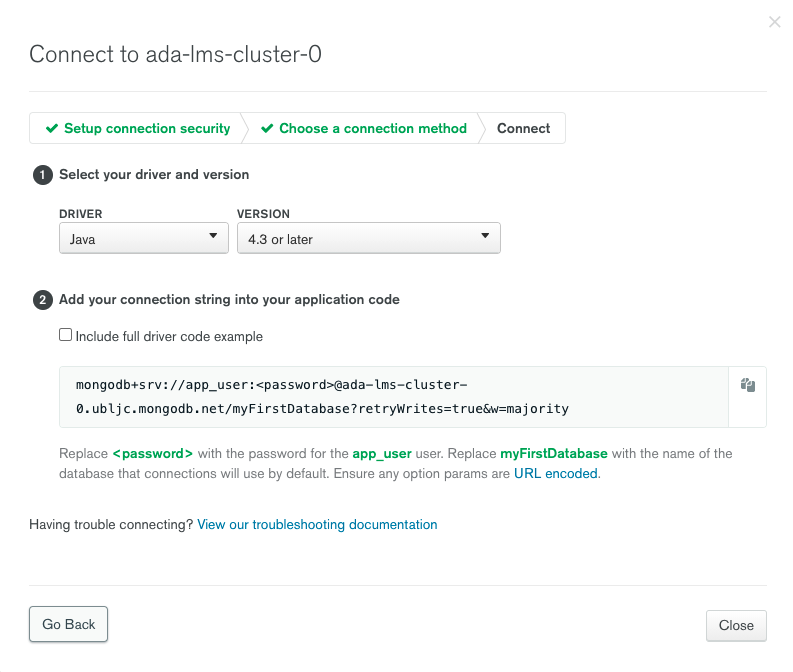 Connect to ada-lms-cluster-0
Setup connection security
Choose a connection method
Connect
1 Select your driver and version
DRIVER
VERSION
Java
4.3 or later
2 Add your connection string into your application code
Include full driver code example
mongodb+srv://app_user:<password>@ada-lms-cluster-
0.ubljc.mongodb.net/myFirstDatabase?retryWrites=true&w=majority
Replace <password> with the password for the app_user user. Replace myFirstDatabase with the name of the
database that connections will use by default. Ensure any option params are URL encoded.
Having trouble connecting? View our troubleshooting documentation
Go Back
Close